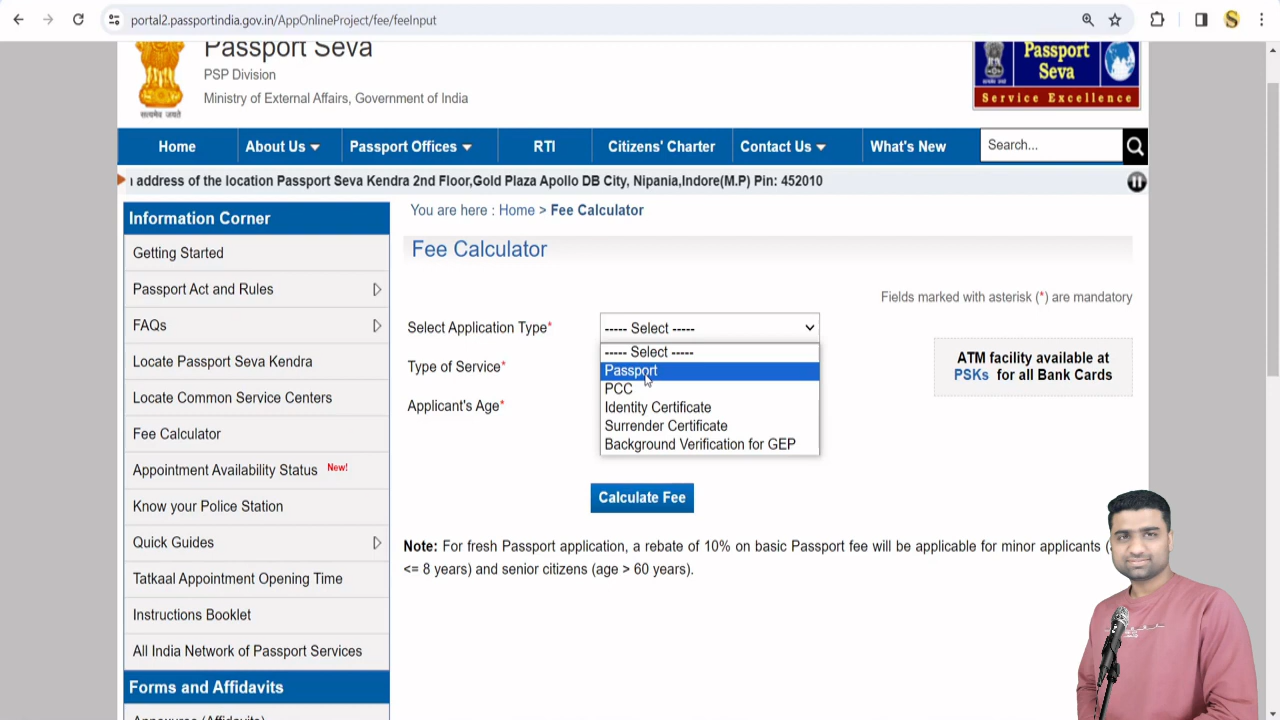 portal2.passportindia.gov.in/AppOnlineProject/fee/feeInput
S
Passport Seva
PSP Division
Ministry of External Affairs, Government of India
सत्यमेव जयते
Passport
Seva
Service Excellence
Home
About Us
Passport Offices
RTI
Citizens' Charter
Contact Us
What's New
Search...
address of the location Passport Seva Kendra 2nd Floor,Gold Plaza Apollo DB City, Nipania,Indore(M.P) Pin: 452010
Information Corner
Getting Started
Passport Act and Rules
FAQs
Locate Passport Seva Kendra
Locate Common Service Centers
Fee Calculator
Appointment Availability Status New!
Know your Police Station
Quick Guides
Tatkaal Appointment Opening Time
Instructions Booklet
All India Network of Passport Services
Forms and Affidavits
Annexures (Affidavits)
You are here : Home > Fee Calculator
Fee Calculator
Fields marked with asterisk (*) are mandatory
Select Application Type*
----- Select -----
----- Select -----
Passport
PCC
Identity Certificate
Surrender Certificate
Background Verification for GEP
Type of Service*
Applicant's Age*
ATM facility available at
PSKs for all Bank Cards
Calculate Fee
Note: For fresh Passport application, a rebate of 10% on basic Passport fee will be applicable for minor applicants (
<= 8 years) and senior citizens (age > 60 years).